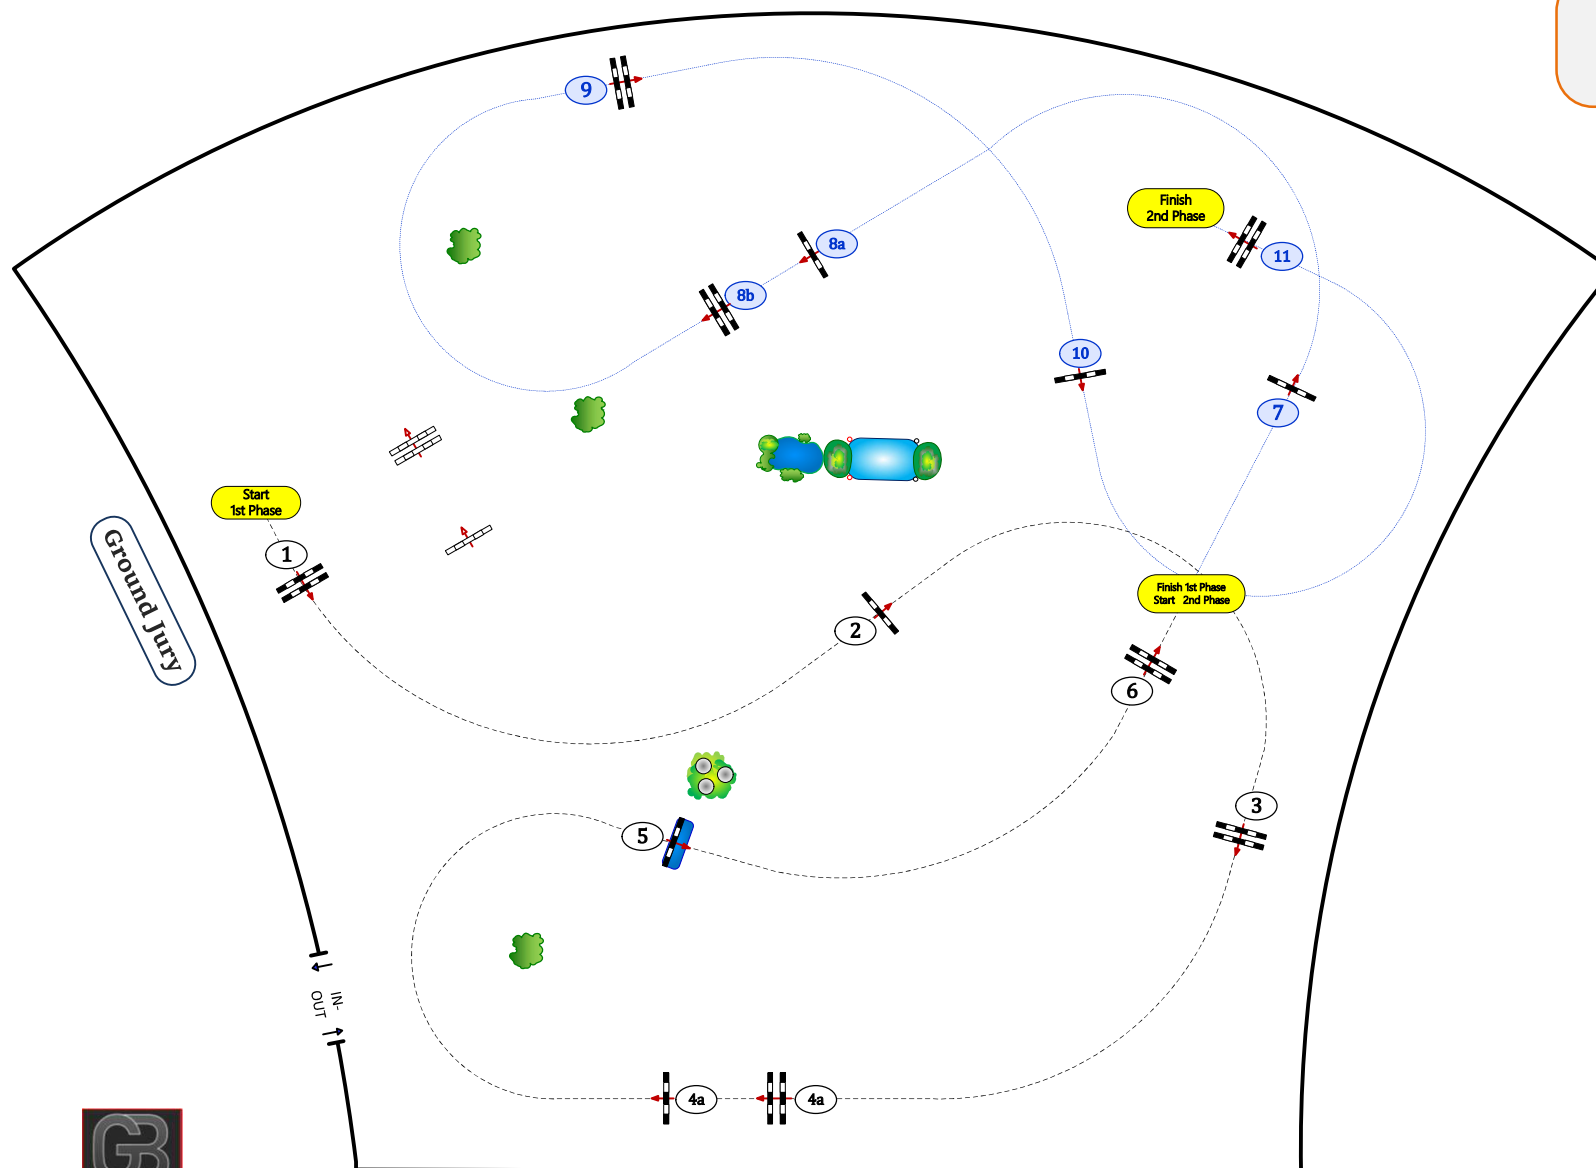 9
Finish
2nd Phase
8a
11
8b
10
7
Start
1st Phase
1
Ground Jury
Finish 1st Phase
Start 2nd Phase
2
6
3
5
IN-
OUT
4a
4a
GB